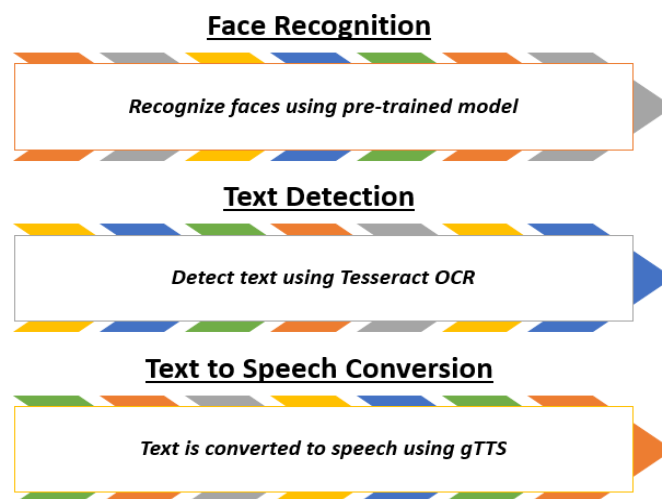 Face Recognition
Recognize faces using pre-trained model
Text Detection
Detect text using Tesseract OCR
Text to Speech Conversion
Text is converted to speech using gTTS